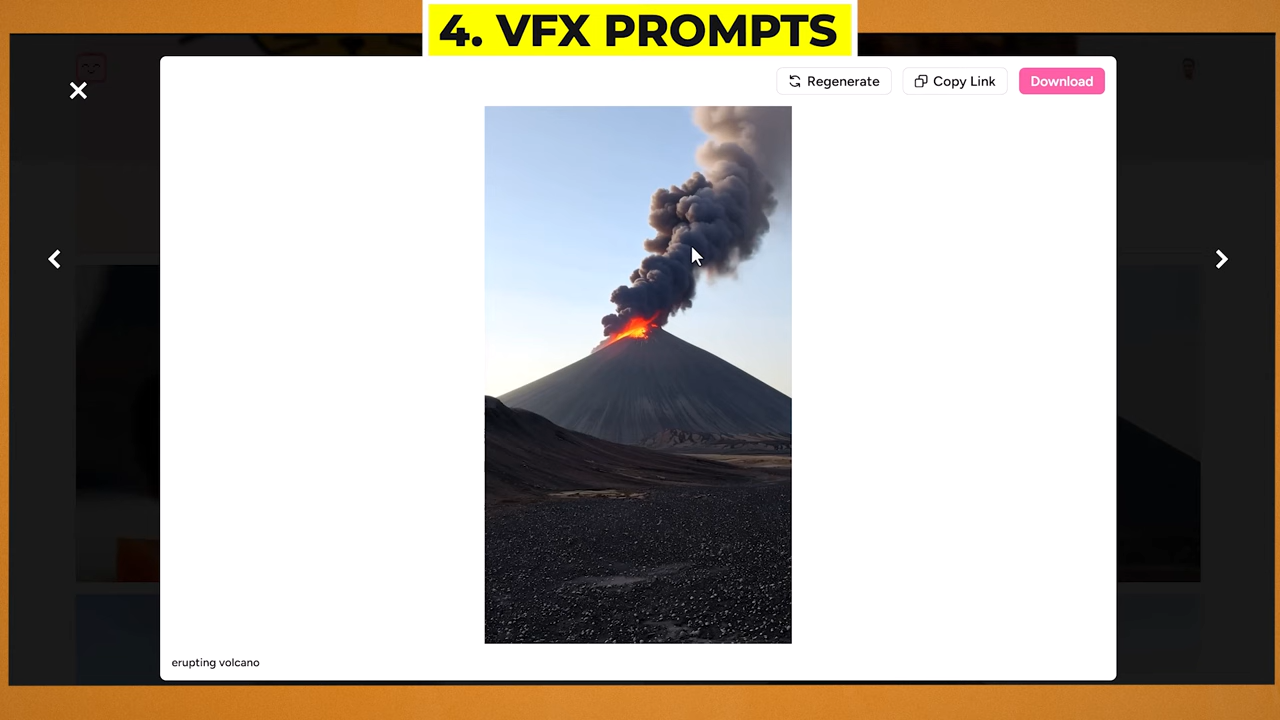 4. VFX PROMPTS
Regenerate
Copy Link
Download
erupting volcano